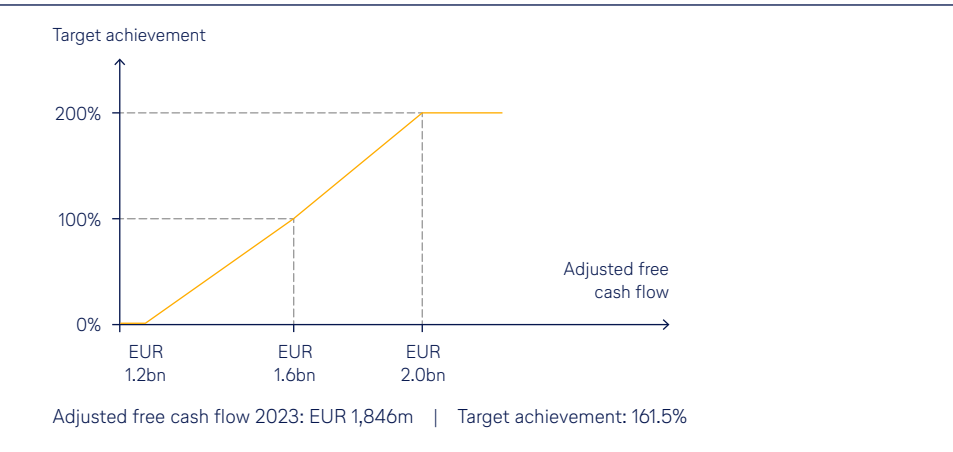 Target achievement
200%
100%
Adjusted free
cash flow
0%
EUR
1.2bn
EUR
1.6bn
EUR
2.0bn
Adjusted free cash flow 2023: EUR 1,846m | Target achievement: 161.5%